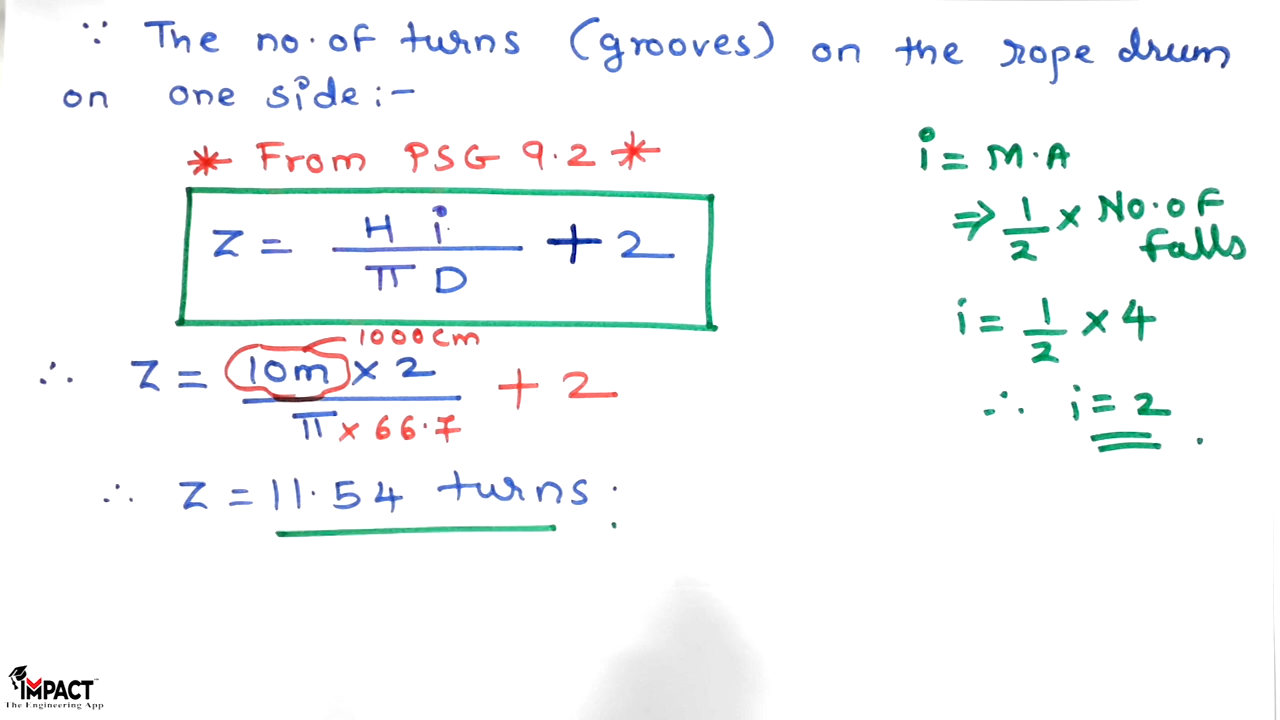 ∵ The no. of turns (grooves) on the rope drum
on one side :-
* From PSG 9.2 *
Z = H i / π D + 2
1000cm
∴ Z = 10m × 2 / π × 66.7 + 2
∴ Z = 11.54 turns.
i = M.A
⇒ 1/2 × No. of
falls
i = 1/2 × 4
∴ i = 2.
IMPACT
The Engineering App